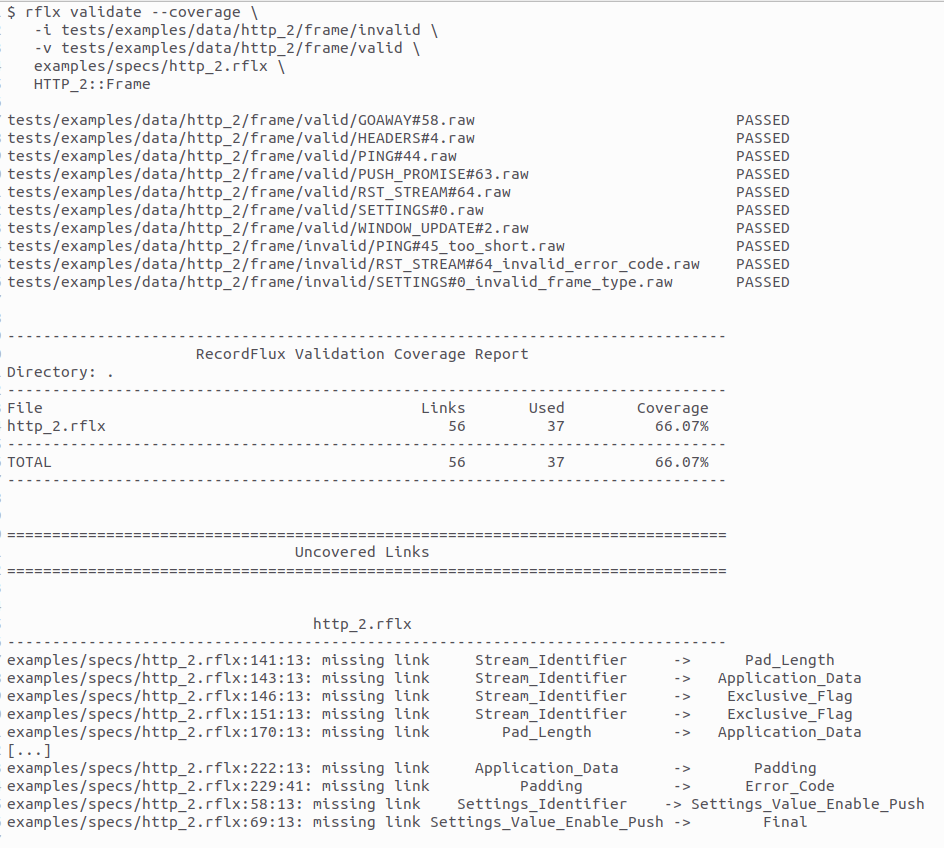 $ rflx validate --coverage \
-i tests/examples/data/http_2/frame/invalid \
-v tests/examples/data/http_2/frame/valid \
examples/specs/http_2.rflx \
HTTP_2::Frame
tests/examples/data/http_2/frame/valid/GOAWAY#58.raw PASSED
tests/examples/data/http_2/frame/valid/HEADERS#4.raw PASSED
tests/examples/data/http_2/frame/valid/PING#44.raw PASSED
tests/examples/data/http_2/frame/valid/PUSH_PROMISE#63.raw PASSED
tests/examples/data/http_2/frame/valid/RST_STREAM#64.raw PASSED
tests/examples/data/http_2/frame/valid/SETTINGS#0.raw PASSED
tests/examples/data/http_2/frame/valid/WINDOW_UPDATE#2.raw PASSED
tests/examples/data/http_2/frame/invalid/PING#45_too_short.raw PASSED
tests/examples/data/http_2/frame/invalid/RST_STREAM#64_invalid_error_code.raw PASSED
tests/examples/data/http_2/frame/invalid/SETTINGS#0_invalid_frame_type.raw PASSED
--------------------------------------------------------------------------------
RecordFlux Validation Coverage Report
Directory: .
--------------------------------------------------------------------------------
File Links Used Coverage
http_2.rflx 56 37 66.07%
--------------------------------------------------------------------------------
TOTAL 56 37 66.07%
--------------------------------------------------------------------------------
================================================================================
Uncovered Links
================================================================================
http_2.rflx
--------------------------------------------------------------------------------
examples/specs/http_2.rflx:141:13: missing link Stream_Identifier -> Pad_Length
examples/specs/http_2.rflx:143:13: missing link Stream_Identifier -> Application_Data
examples/specs/http_2.rflx:146:13: missing link Stream_Identifier -> Exclusive_Flag
examples/specs/http_2.rflx:151:13: missing link Stream_Identifier -> Exclusive_Flag
examples/specs/http_2.rflx:170:13: missing link Pad_Length -> Application_Data
[...]
examples/specs/http_2.rflx:222:13: missing link Application_Data -> Padding
examples/specs/http_2.rflx:229:41: missing link Padding -> Error_Code
examples/specs/http_2.rflx:58:13: missing link Settings_Identifier -> Settings_Value_Enable_Push
examples/specs/http_2.rflx:69:13: missing link Settings_Value_Enable_Push -> Final